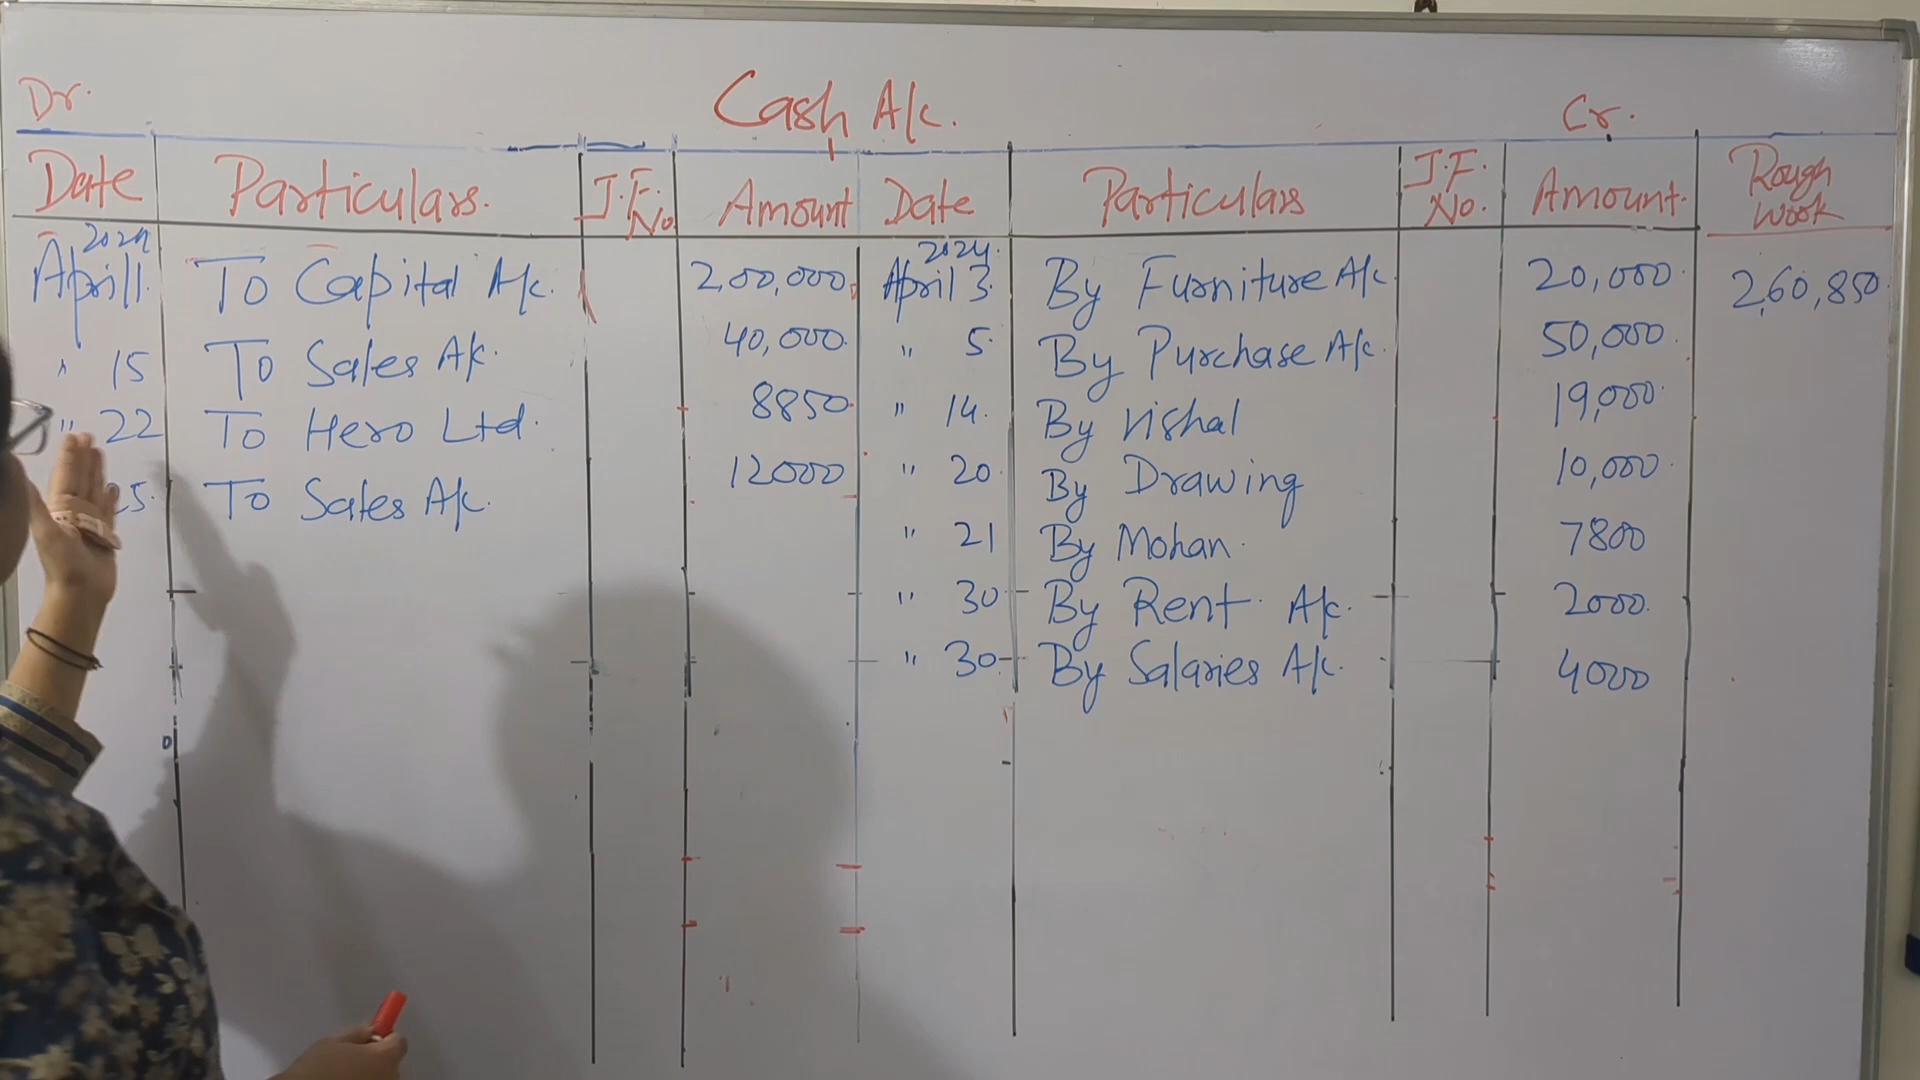 Dr. Cash A/c. Cr.
Date Particulars. J.F. No. Amount Date Particulars J.F. No. Amount. Rough Work
2024 April 1. To Capital A/c. 2,00,000 2024. April 3. By Furniture A/c 20,000. 2,60,850.
" 15 To Sales A/c. 40,000. " 5. By Purchase A/c. 50,000.
" 22 To Hero Ltd. 8850 " 14. By Vishal 19,000.
25. To Sales A/c. 12000 " 20. By Drawing 10,000.
" 21 By Mohan. 7800
" 30 By Rent A/c. 2000.
" 30 By Salaries A/c. 4000